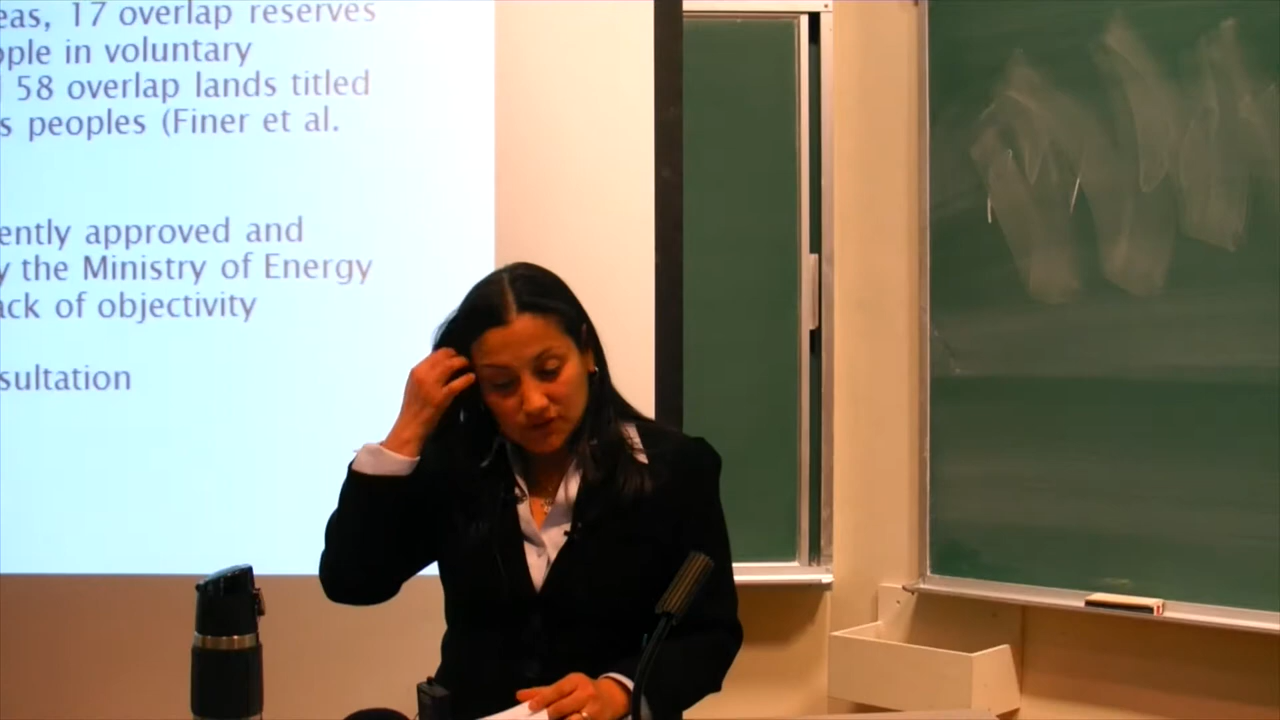 eas, 17 overlap reserves
ople in voluntary
58 overlap lands titled
s peoples (Finer et al.
ently approved and
y the Ministry of Energy
ack of objectivity
sultation